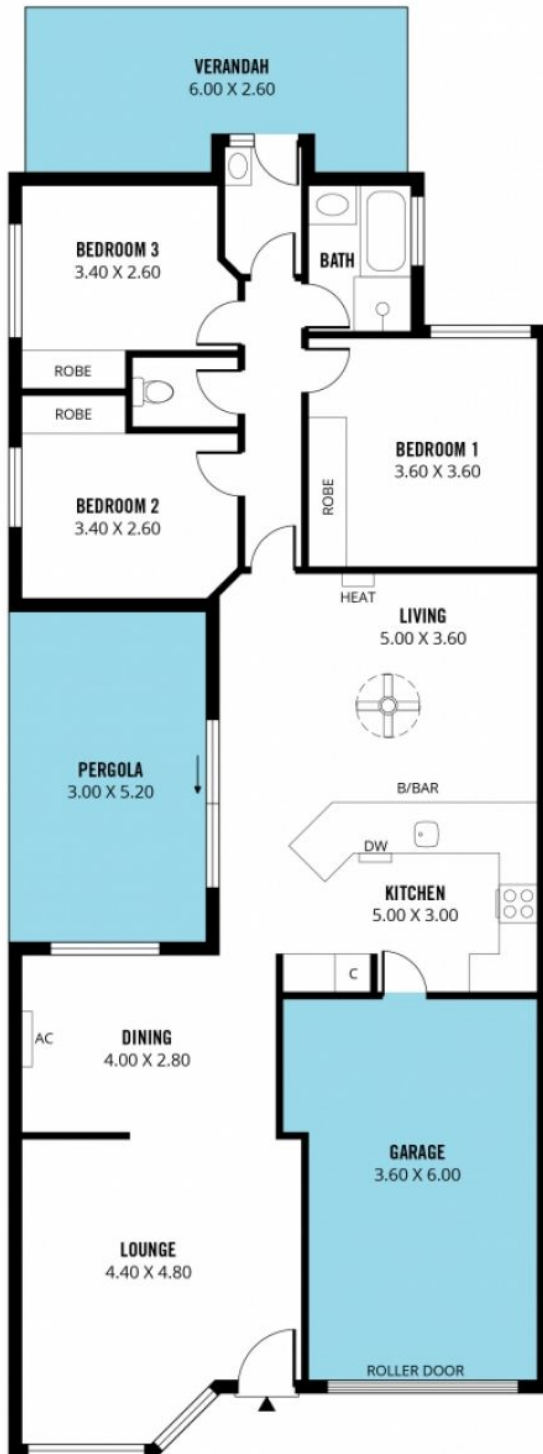 VERANDAH
6.00 X 2.60
BEDROOM 3
3.40 X 2.60
BATH
ROBE
ROBE
BEDROOM 1
3.60 X 3.60
ROBE
BEDROOM 2
3.40 X 2.60
HEAT
LIVING
5.00 X 3.60
PERGOLA
3.00 X 5.20
B/BAR
DW
KITCHEN
5.00 X 3.00
C
AC
DINING
4.00 X 2.80
GARAGE
3.60 X 6.00
LOUNGE
4.40 X 4.80
ROLLER DOOR